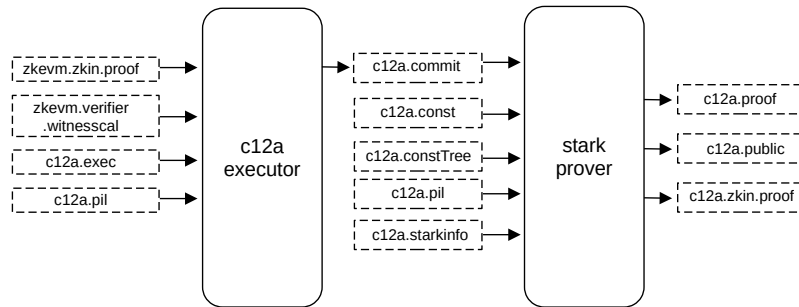 zkevm.zkin.proof
zkevm.verifier
.witnesscal
c12a.exec
c12a.pil
c12a
executor
c12a.commit
c12a.const
c12a.constTree
c12a.pil
c12a.starkinfo
stark
prover
c12a.proof
c12a.public
c12a.zkin.proof